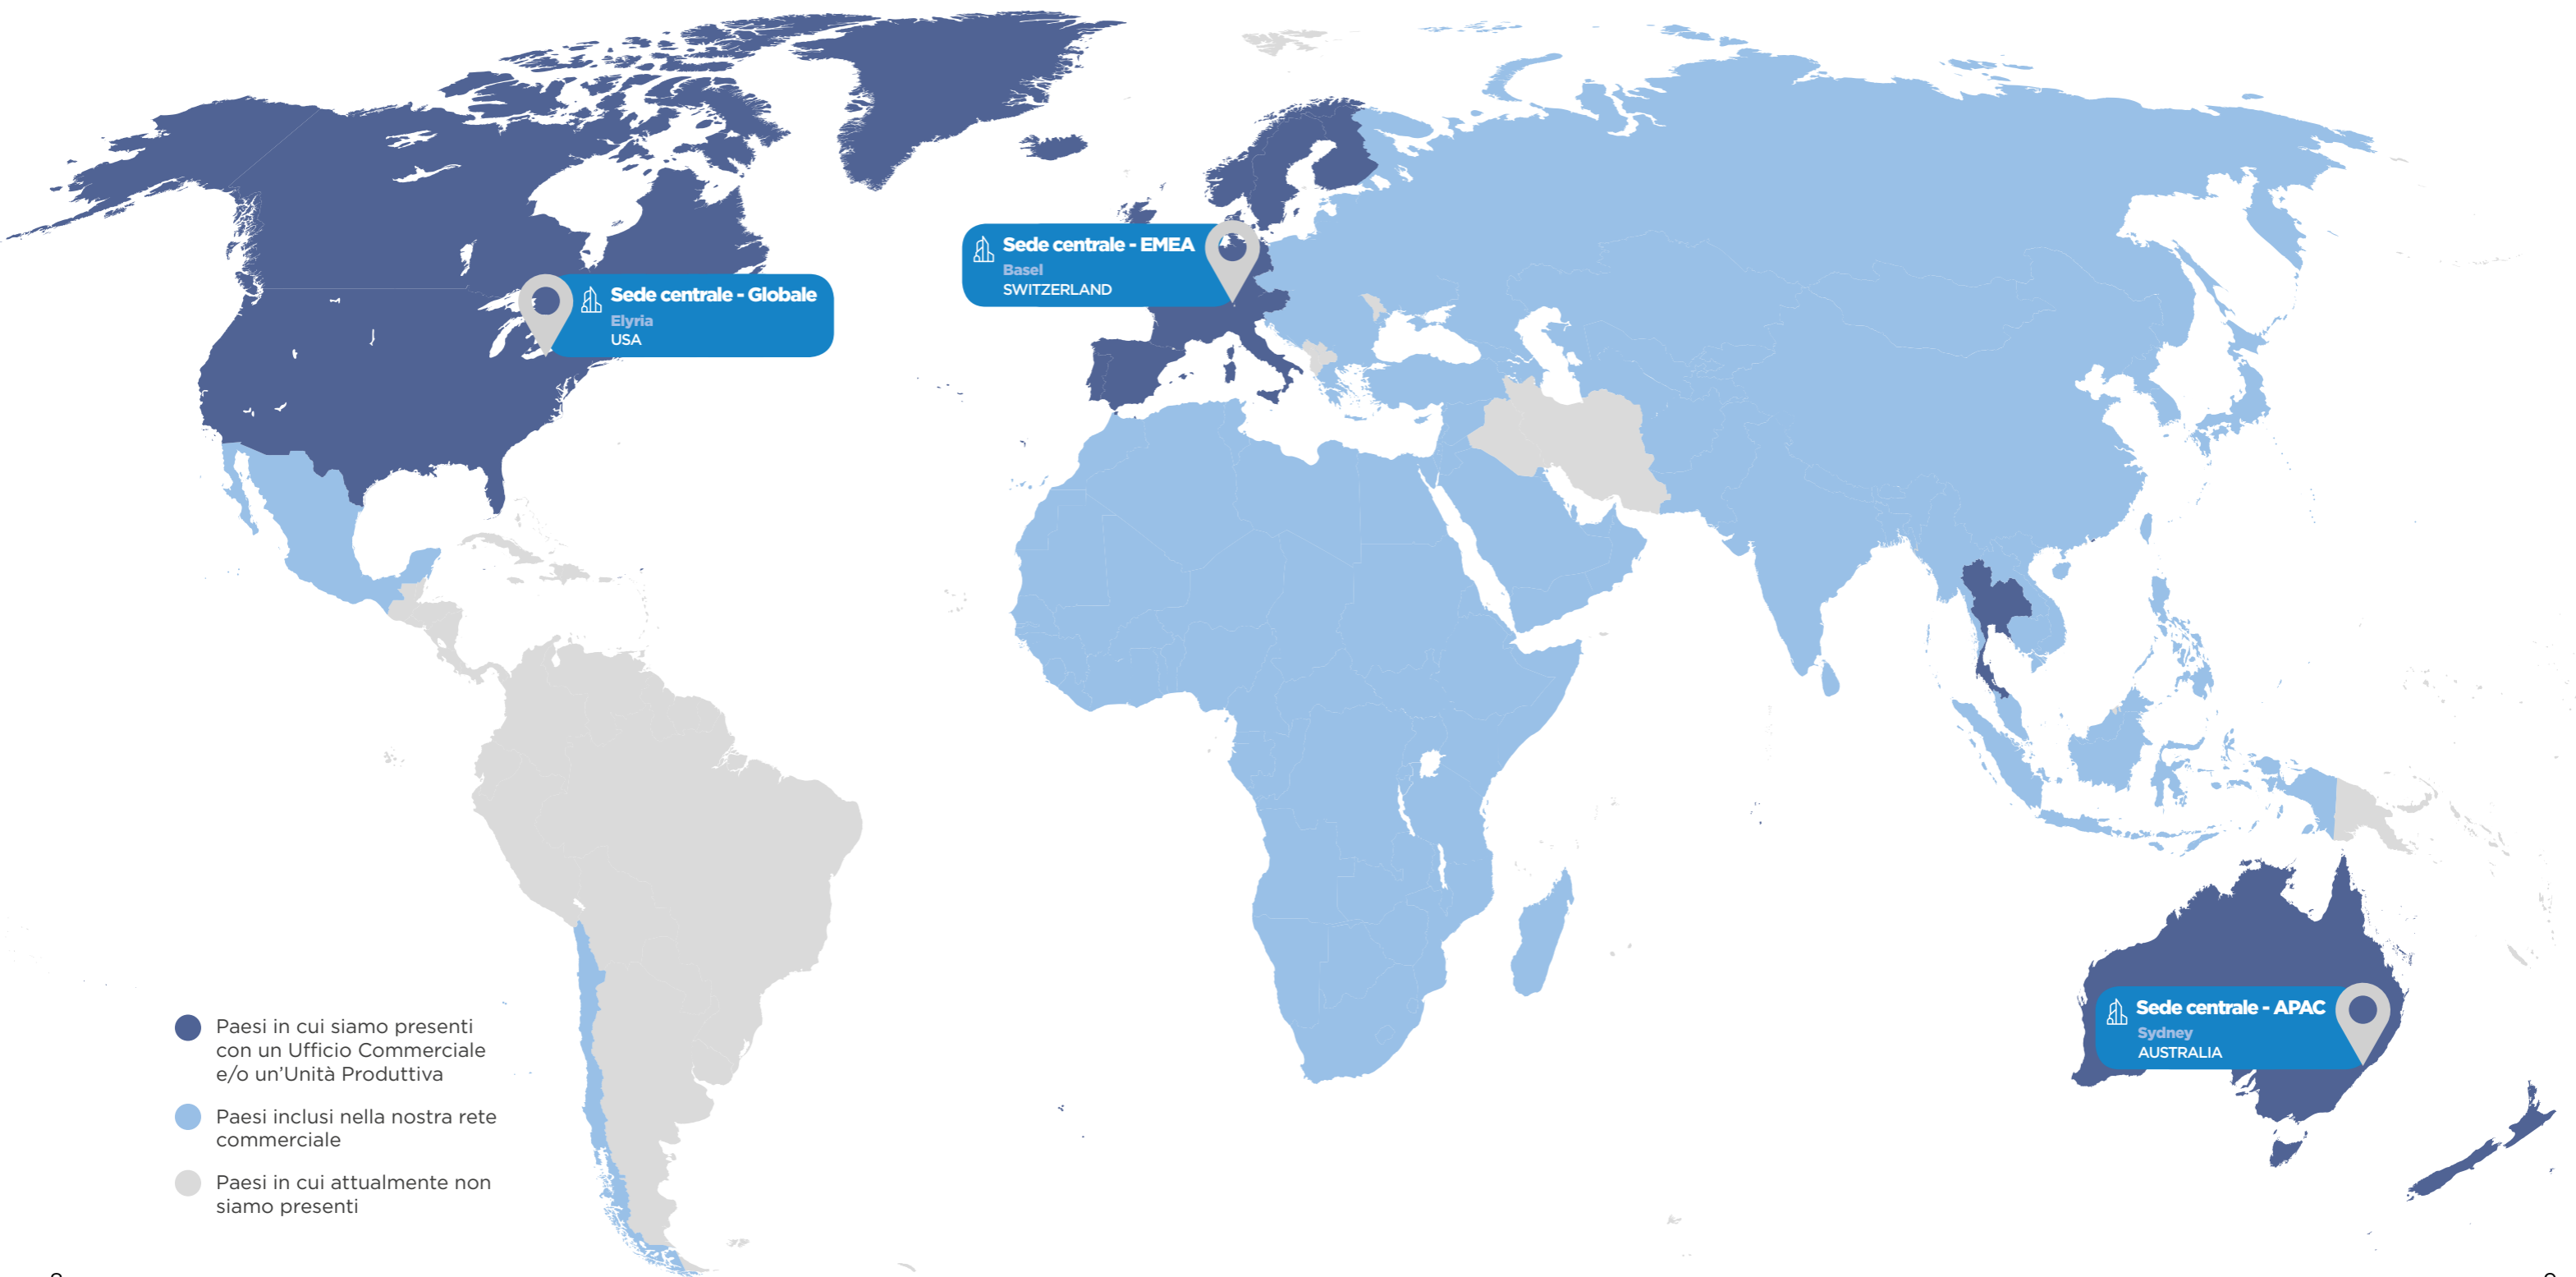 Sede centrale - EMEA
Basel
SWITZERLAND
Sede centrale - Globale
Elyria
USA
Sede centrale - APAC
Sydney
AUSTRALIA
Paesi in cui siamo presenti
con un Ufficio Commerciale
e/o un'Unità Produttiva
Paesi inclusi nella nostra rete
commerciale
Paesi in cui attualmente non
siamo presenti